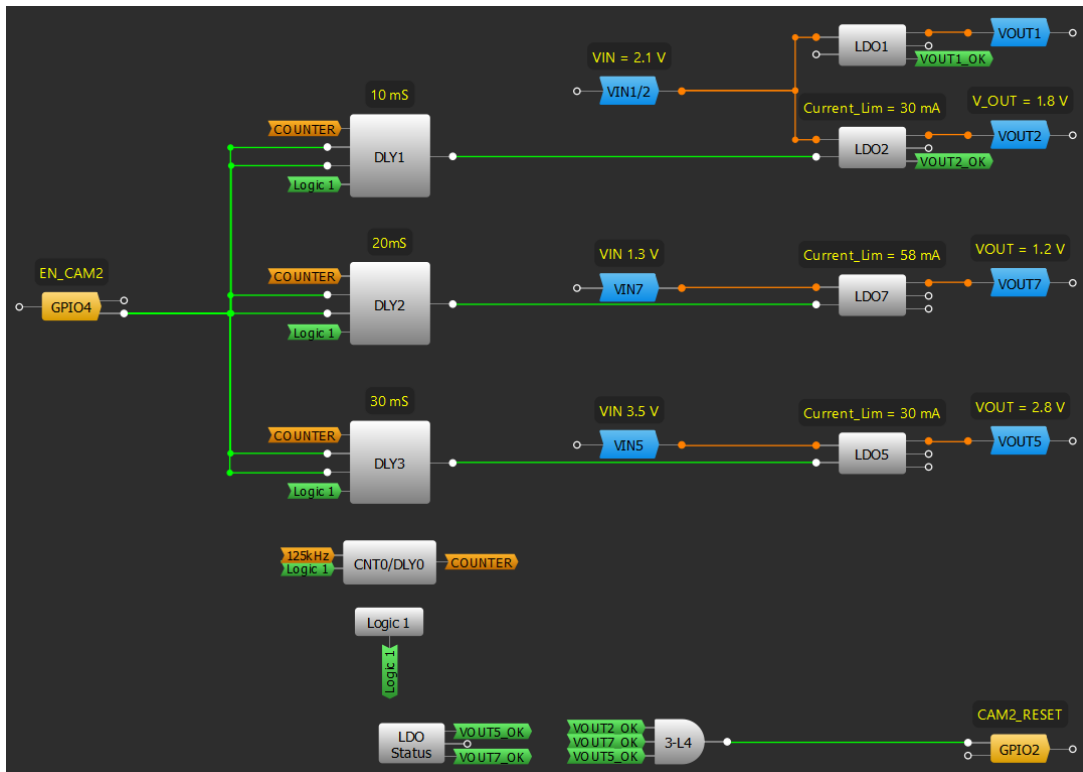 VIN = 2.1 V
VIN1/2
LDO1
VOUT1
VOUT1_OK
10 mS
COUNTER
DLY1
Logic 1
Current_Lim = 30 mA
V_OUT = 1.8 V
LDO2
VOUT2
VOUT2_OK
EN_CAM2
GPIO4
20mS
COUNTER
DLY2
Logic 1
VIN 1.3 V
VIN7
Current_Lim = 58 mA
LDO7
VOUT = 1.2 V
VOUT7
30 mS
COUNTER
DLY3
Logic 1
VIN 3.5 V
VIN5
Current_Lim = 30 mA
LDO5
VOUT = 2.8 V
VOUT5
125kHz
Logic 1
CNT0/DLY0
COUNTER
Logic 1
Logic 1
LDO
Status
VOUT5_OK
VOUT7_OK
VOUT2_OK
VOUT7_OK
VOUT5_OK
3-L4
CAM2_RESET
GPIO2